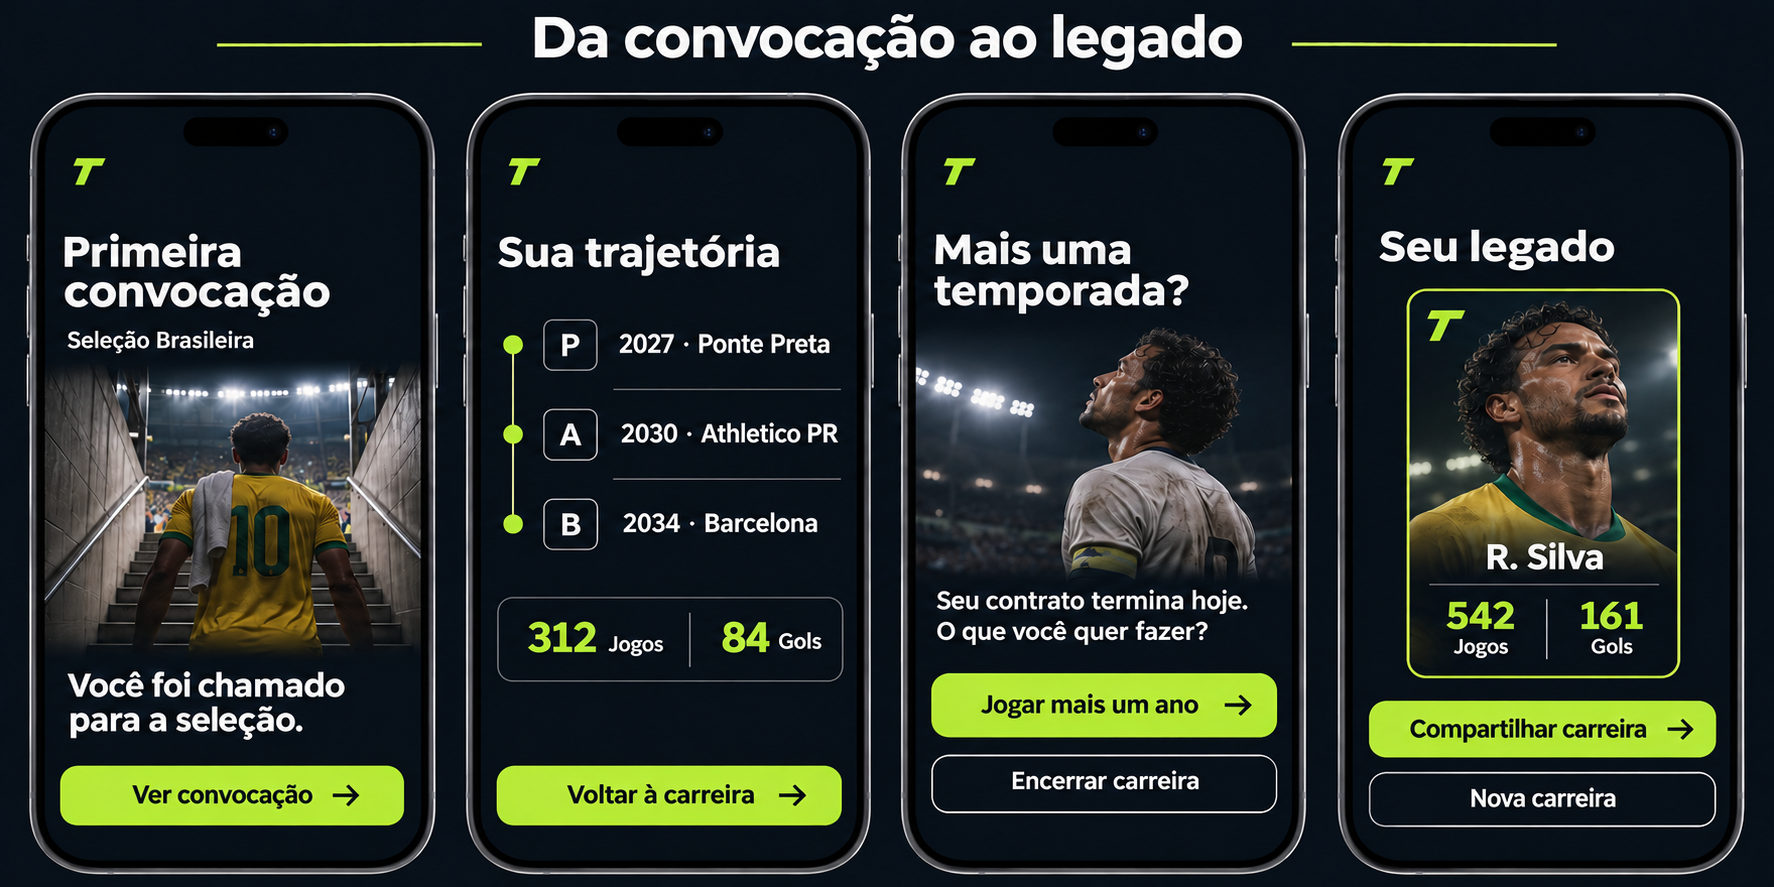 Da convocação ao legado
T
Primeira
convocação
Seleção Brasileira
10
Você foi chamado
para a seleção.
Ver convocação →
T
Sua trajetória
P 2027 · Ponte Preta
A 2030 · Athletico PR
B 2034 · Barcelona
312 Jogos
84 Gols
Voltar à carreira →
T
Mais uma
temporada?
Seu contrato termina hoje.
O que você quer fazer?
Jogar mais um ano →
Encerrar carreira
T
Seu legado
T
R. Silva
542
Jogos
161
Gols
Compartilhar carreira →
Nova carreira